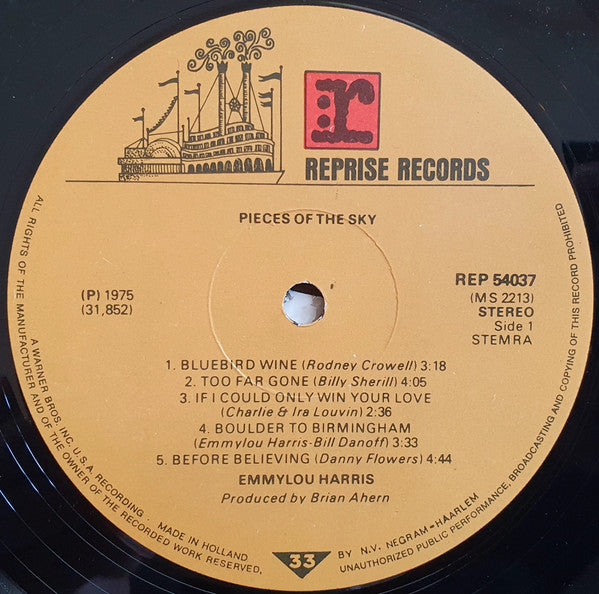 r
REPRISE RECORDS
PIECES OF THE SKY
(P) 1975
(31,852)
REP 54037
(MS 2213)
STEREO
Side 1
STEMRA
1. BLUEBIRD WINE (Rodney Crowell) 3:18
2. TOO FAR GONE (Billy Sherill) 4:05
3. IF I COULD ONLY WIN YOUR LOVE
(Charlie & Ira Louvin) 2:36
4. BOULDER TO BIRMINGHAM
(Emmylou Harris-Bill Danoff) 3:33
5. BEFORE BELIEVING (Danny Flowers) 4:44
EMMYLOU HARRIS
Produced by Brian Ahern
ALL RIGHTS OF THE MANUFACTURER AND OF THE OWNER OF THE RECORDED WORK RESERVED,
UNAUTHORIZED PUBLIC PERFORMANCE, BROADCASTING AND COPYING OF THIS RECORD PROHIBITED
A WARNER BROS. INC. U.S.A. RECORDING - MADE IN HOLLAND
BY N.V. NEGRAM-HAARLEM
33